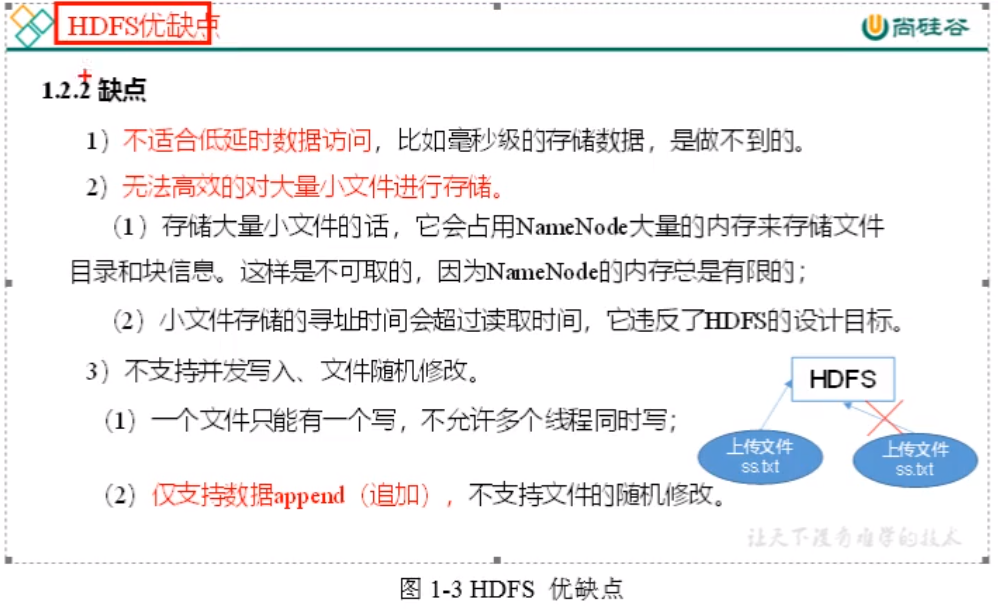 HDFS优缺点
尚硅谷
1.2.2 缺点
1）不适合低延时数据访问，比如毫秒级的存储数据，是做不到的。
2）无法高效的对大量小文件进行存储。
（1）存储大量小文件的话，它会占用NameNode大量的内存来存储文件
目录和块信息。这样是不可取的，因为NameNode的内存总是有限的；
（2）小文件存储的寻址时间会超过读取时间，它违反了HDFS的设计目标。
3）不支持并发写入、文件随机修改。
（1）一个文件只能有一个写，不允许多个线程同时写；
HDFS
上传文件
ss.txt
上传文件
ss.txt
（2）仅支持数据append（追加），不支持文件的随机修改。
让天下没有难学的技术
图 1-3 HDFS 优缺点